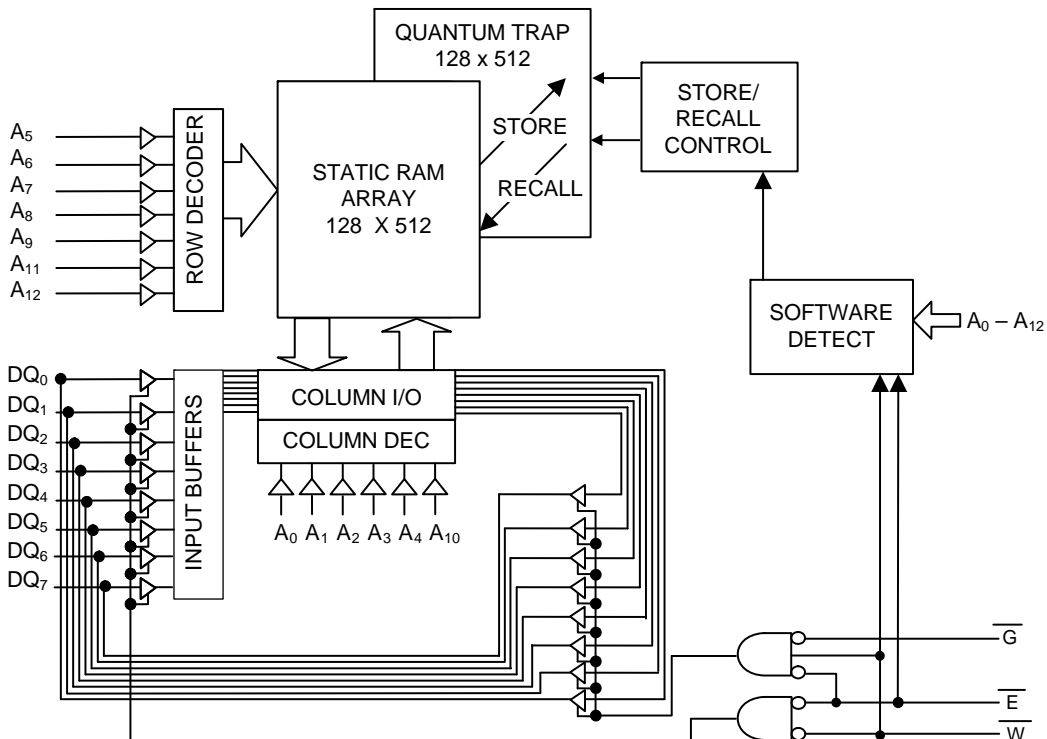 QUANTUM TRAP
128 x 512
STORE/
RECALL
CONTROL
STORE
RECALL
STATIC RAM
ARRAY
128 X 512
A5
A6
A7
A8
A9
A11
A12
ROW DECODER
SOFTWARE
DETECT
A0 – A12
DQ0
DQ1
DQ2
DQ3
DQ4
DQ5
DQ6
DQ7
INPUT BUFFERS
COLUMN I/O
COLUMN DEC
A0 A1 A2 A3 A4 A10
G
E
W